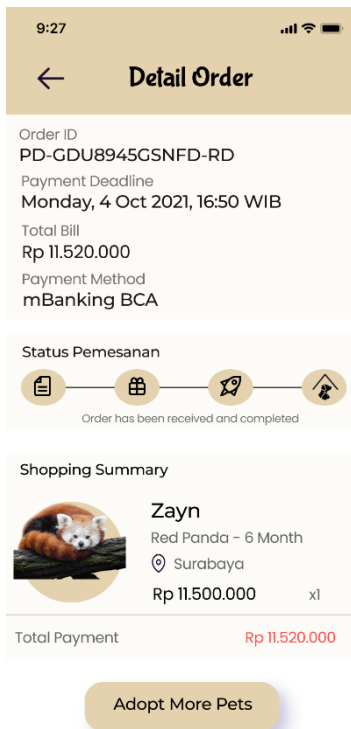 9:27
Detail Order
Order ID
PD-GDU8945GSNFD-RD
Payment Deadline
Monday, 4 Oct 2021, 16:50 WIB
Total Bill
Rp 11.520.000
Payment Method
mBanking BCA
Status Pemesanan
Order has been received and completed
Shopping Summary
Zayn
Red Panda - 6 Month
Surabaya
Rp 11.500.000 x1
Total Payment Rp 11.520.000
Adopt More Pets